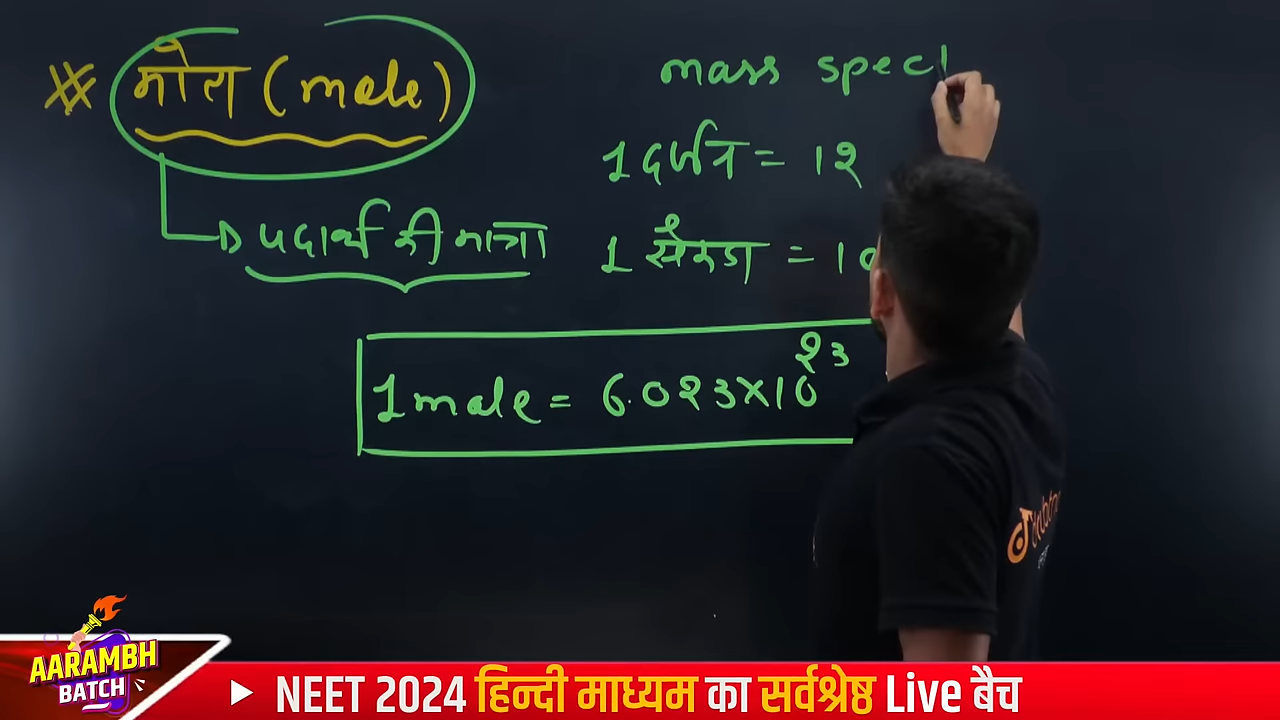 मोल (mole)
पदार्थ की मात्रा
mass spect
1 दर्जन = 12
1 सैकडा = 10
1 mole = 6.023×10²³
AARAMBH
BATCH
NEET 2024 हिन्दी माध्यम का सर्वश्रेष्ठ Live बैच